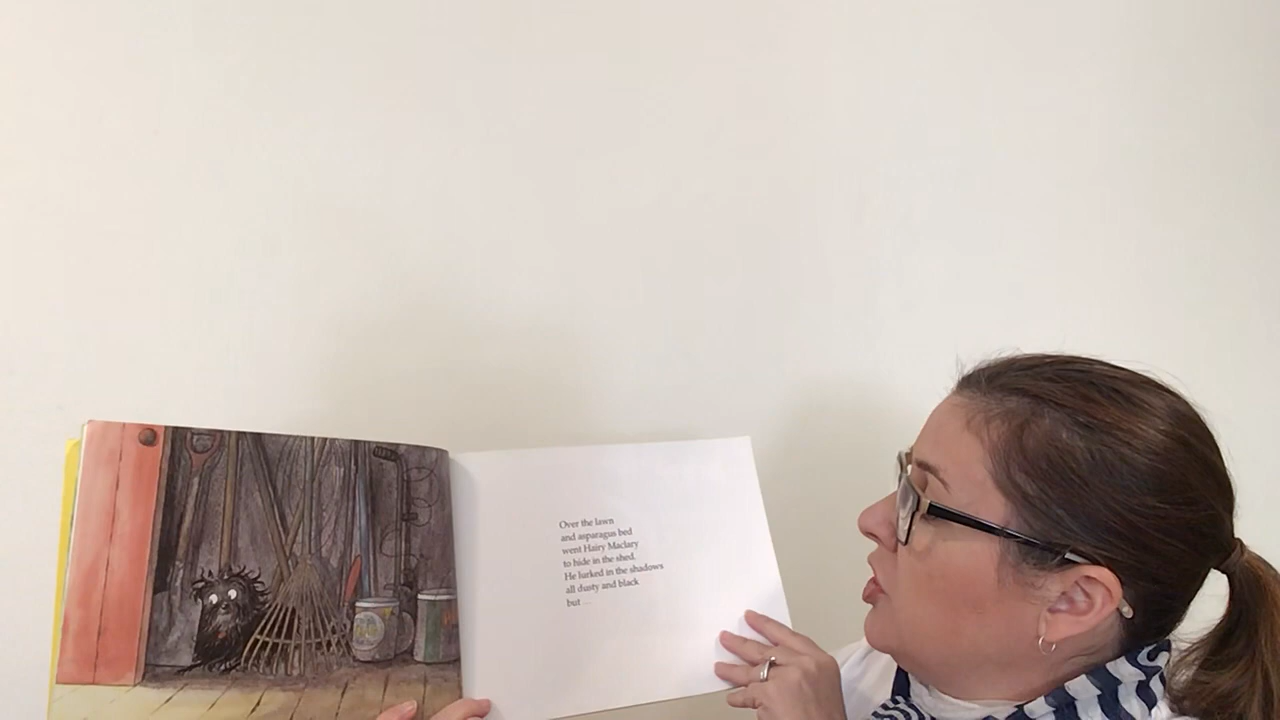 Over the lawn
and asparagus bed
went Hairy Maclary
to hide in the shed.
He lurked in the shadows
all dusty and black
but ...